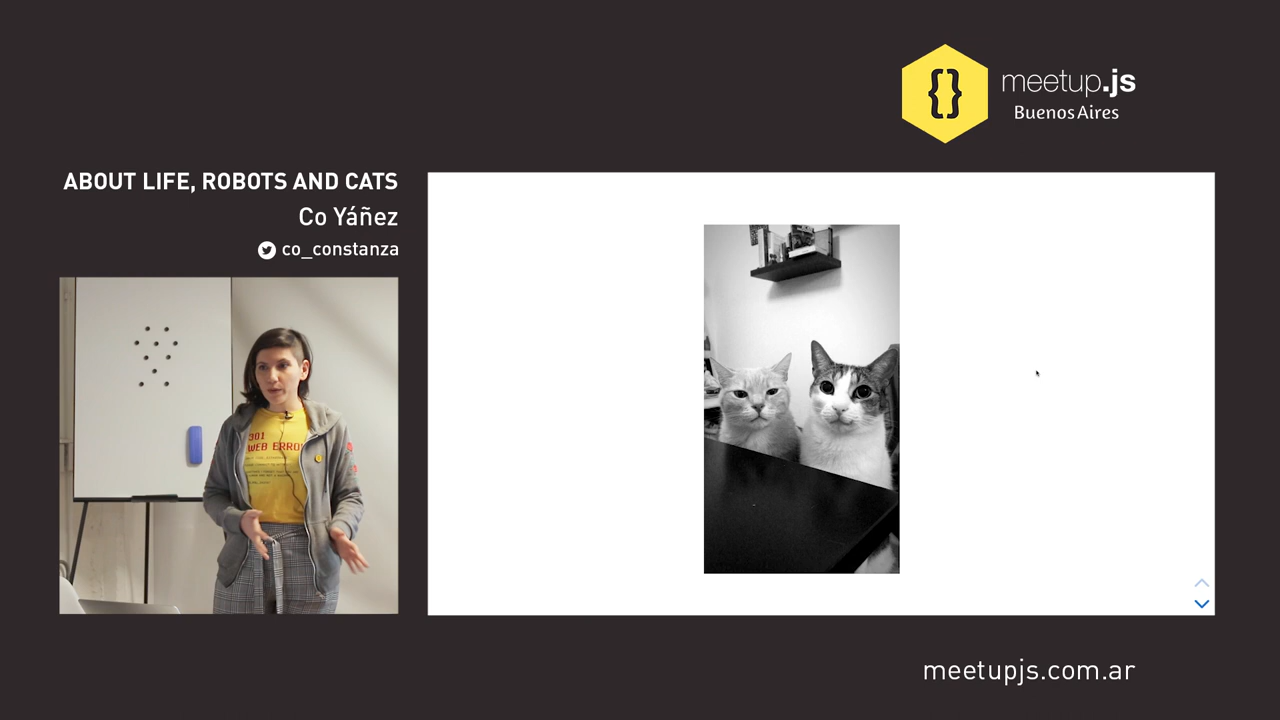 {} meetup.js
Buenos Aires
ABOUT LIFE, ROBOTS AND CATS
Co Yáñez
co_constanza
301
WEB ERRO
meetupjs.com.ar